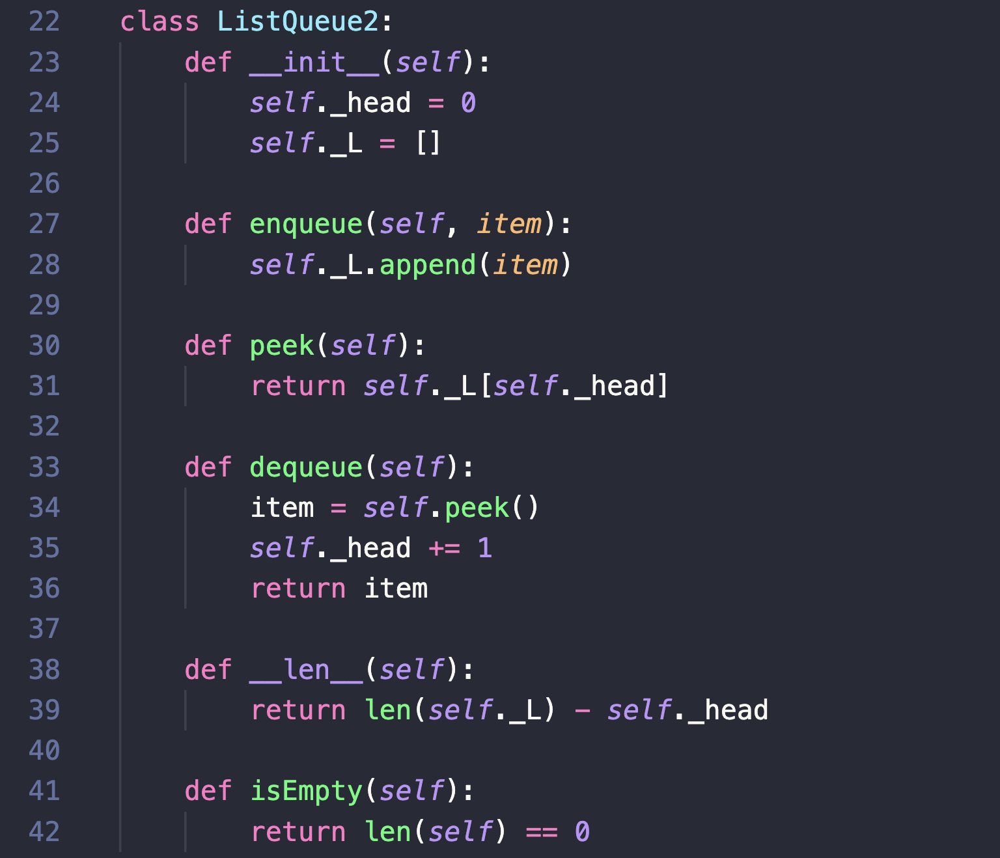 22 class ListQueue2:
23     def __init__(self):
24         self._head = 0
25         self._L = []
26
27     def enqueue(self, item):
28         self._L.append(item)
29
30     def peek(self):
31         return self._L[self._head]
32
33     def dequeue(self):
34         item = self.peek()
35         self._head += 1
36         return item
37
38     def __len__(self):
39         return len(self._L) - self._head
40
41     def isEmpty(self):
42         return len(self) == 0